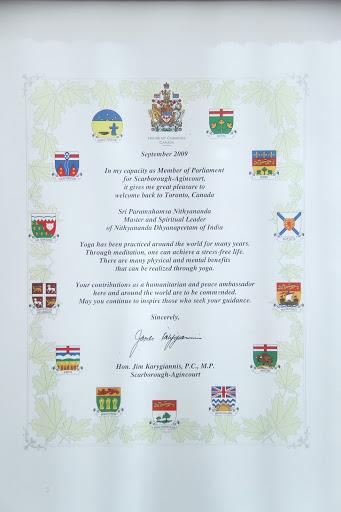 HOUSE OF COMMONS
CANADA
September 2009
In my capacity as Member of Parliament
for Scarborough-Agincourt,
it gives me great pleasure to
welcome back to Toronto, Canada
Sri Paramahamsa Nithyananda
Master and Spiritual Leader
of Nithyananda Dhyanapeetam of India
Yoga has been practiced around the world for many years.
Through meditation, one can achieve a stress-free life.
There are many physical and mental benefits
that can be realized through yoga.
Your contributions as a humanitarian and peace ambassador
here and around the world are to be commended.
May you continue to inspire those who seek your guidance.
Sincerely,
Hon. Jim Karygiannis, P.C., M.P.
Scarborough-Agincourt